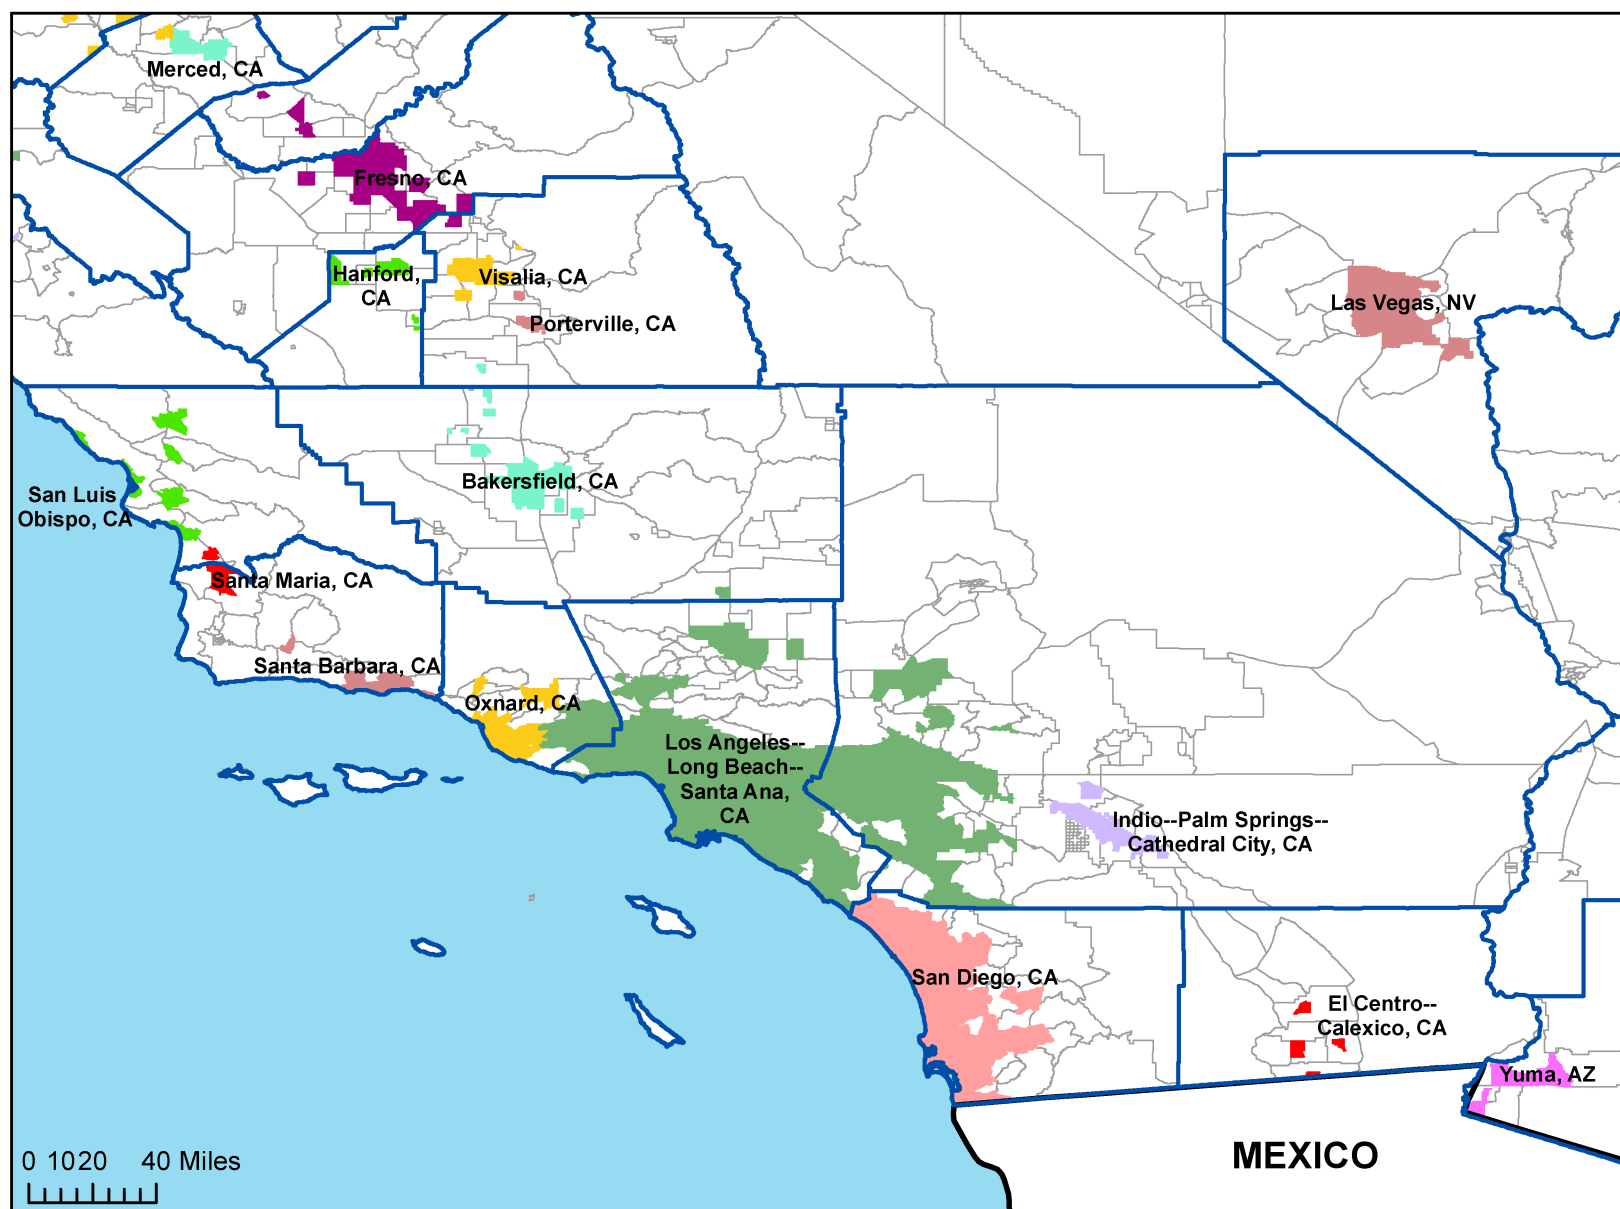 Merced, CA
Fresno, CA
Hanford,
CA
Visalia, CA
Porterville, CA
Las Vegas, NV
San Luis
Obispo, CA
Bakersfield, CA
Santa Maria, CA
Santa Barbara, CA
Oxnard, CA
Los Angeles--
Long Beach--
Santa Ana,
CA
Indio--Palm Springs--
Cathedral City, CA
San Diego, CA
El Centro--
Calexico, CA
Yuma, AZ
MEXICO
0 10 20 40 Miles